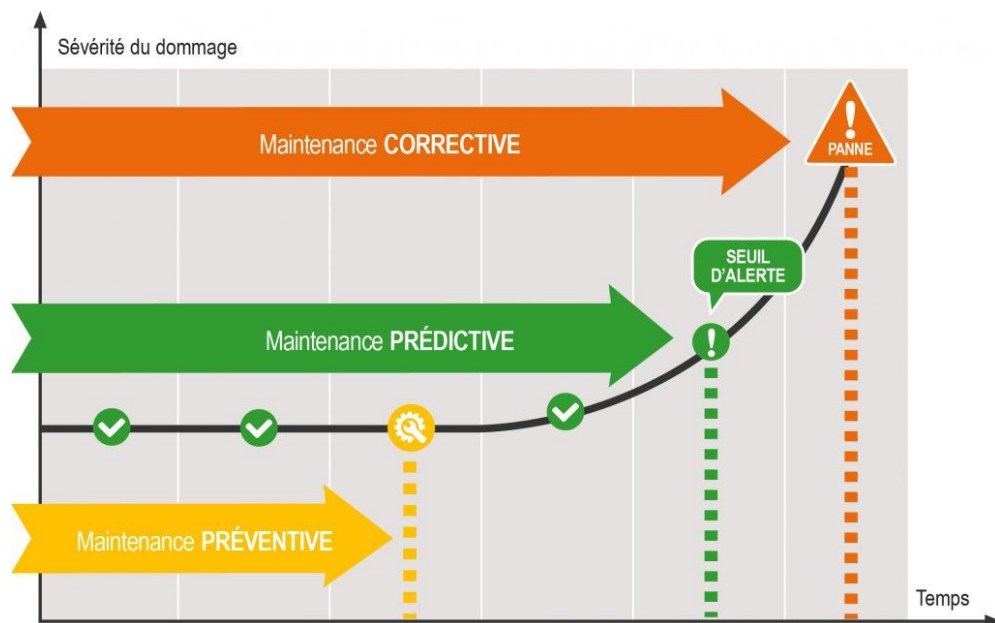 Sévérité du dommage
Maintenance CORRECTIVE
PANNE
SEUIL
D'ALERTE
Maintenance PRÉDICTIVE
Maintenance PRÉVENTIVE
Temps